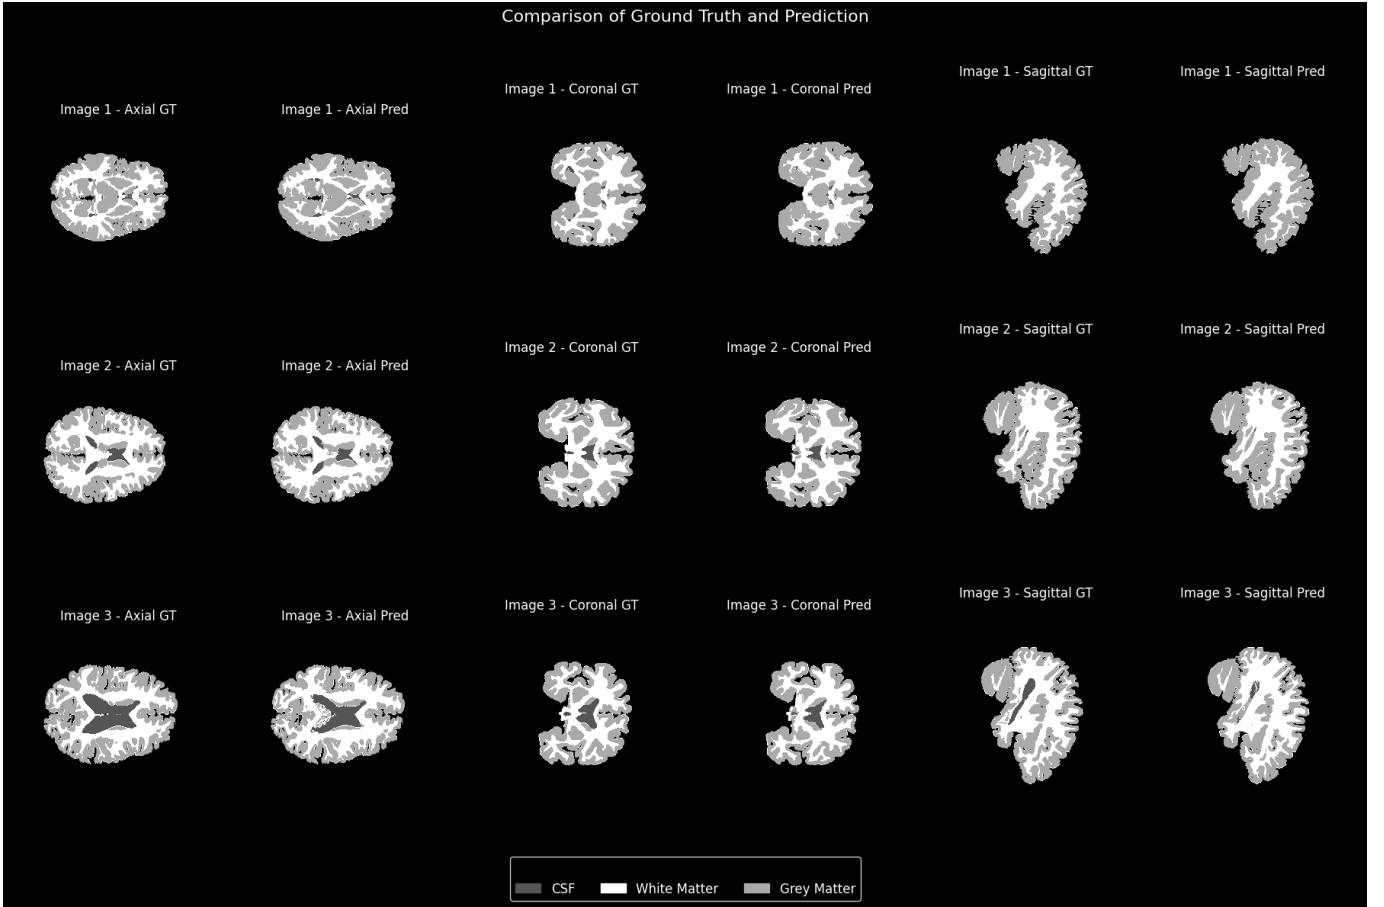 Comparison of Ground Truth and Prediction
Image 1 - Axial GT
Image 1 - Axial Pred
Image 1 - Coronal GT
Image 1 - Coronal Pred
Image 1 - Sagittal GT
Image 1 - Sagittal Pred
Image 2 - Axial GT
Image 2 - Axial Pred
Image 2 - Coronal GT
Image 2 - Coronal Pred
Image 2 - Sagittal GT
Image 2 - Sagittal Pred
Image 3 - Axial GT
Image 3 - Axial Pred
Image 3 - Coronal GT
Image 3 - Coronal Pred
Image 3 - Sagittal GT
Image 3 - Sagittal Pred
CSF
White Matter
Grey Matter